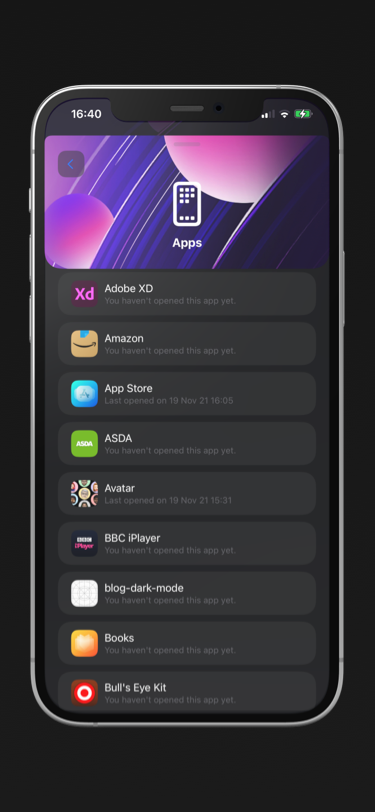 16:40
Apps
Xd
Adobe XD
You haven't opened this app yet.
Amazon
You haven't opened this app yet.
App Store
Last opened on 19 Nov 21 16:05
ASDA
ASDA
You haven't opened this app yet.
Avatar
Last opened on 19 Nov 21 15:31
BBC
iPlayer
BBC iPlayer
You haven't opened this app yet.
blog-dark-mode
You haven't opened this app yet.
Books
You haven't opened this app yet.
Bull's Eye Kit
You haven't opened this app yet.